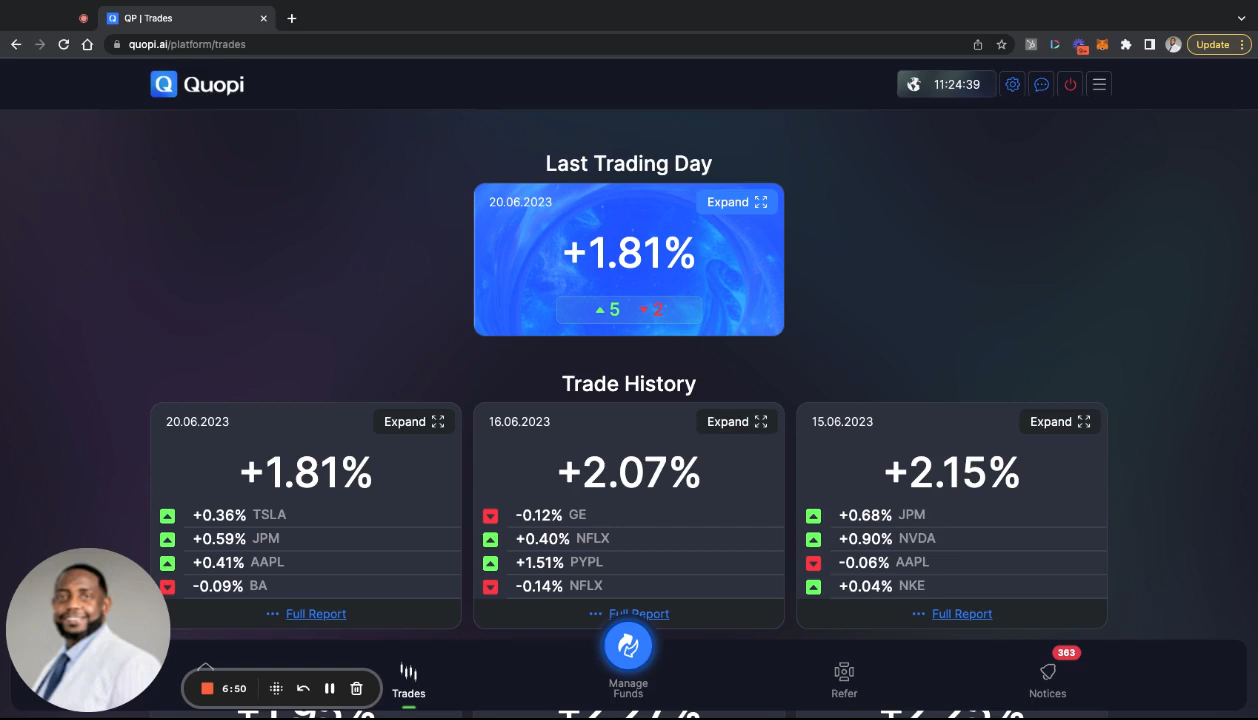 QP | Trades
quopi.ai/platform/trades
9+
Update
Quopi
11:24:39
Last Trading Day
20.06.2023
Expand
+1.81%
5 2
Trade History
20.06.2023
Expand
+1.81%
+0.36% TSLA
+0.59% JPM
+0.41% AAPL
-0.09% BA
Full Report
16.06.2023
Expand
+2.07%
-0.12% GE
+0.40% NFLX
+1.51% PYPL
-0.14% NFLX
Full Report
15.06.2023
Expand
+2.15%
+0.68% JPM
+0.90% NVDA
-0.06% AAPL
+0.04% NKE
Full Report
6:50
Trades
Manage
Funds
Refer
363
Notices